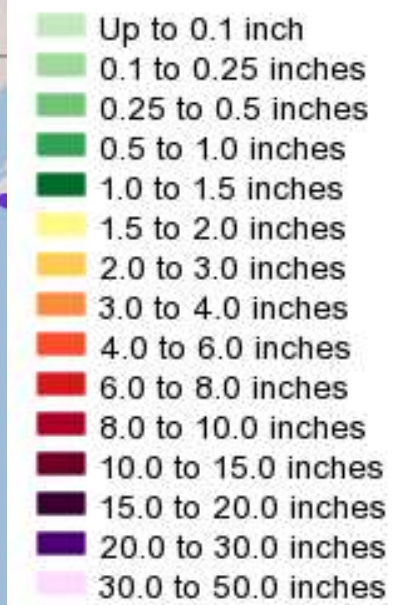 Up to 0.1 inch
0.1 to 0.25 inches
0.25 to 0.5 inches
0.5 to 1.0 inches
1.0 to 1.5 inches
1.5 to 2.0 inches
2.0 to 3.0 inches
3.0 to 4.0 inches
4.0 to 6.0 inches
6.0 to 8.0 inches
8.0 to 10.0 inches
10.0 to 15.0 inches
15.0 to 20.0 inches
20.0 to 30.0 inches
30.0 to 50.0 inches